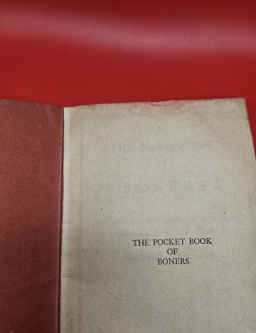 THE POCKET BOOK
OF
BONERS